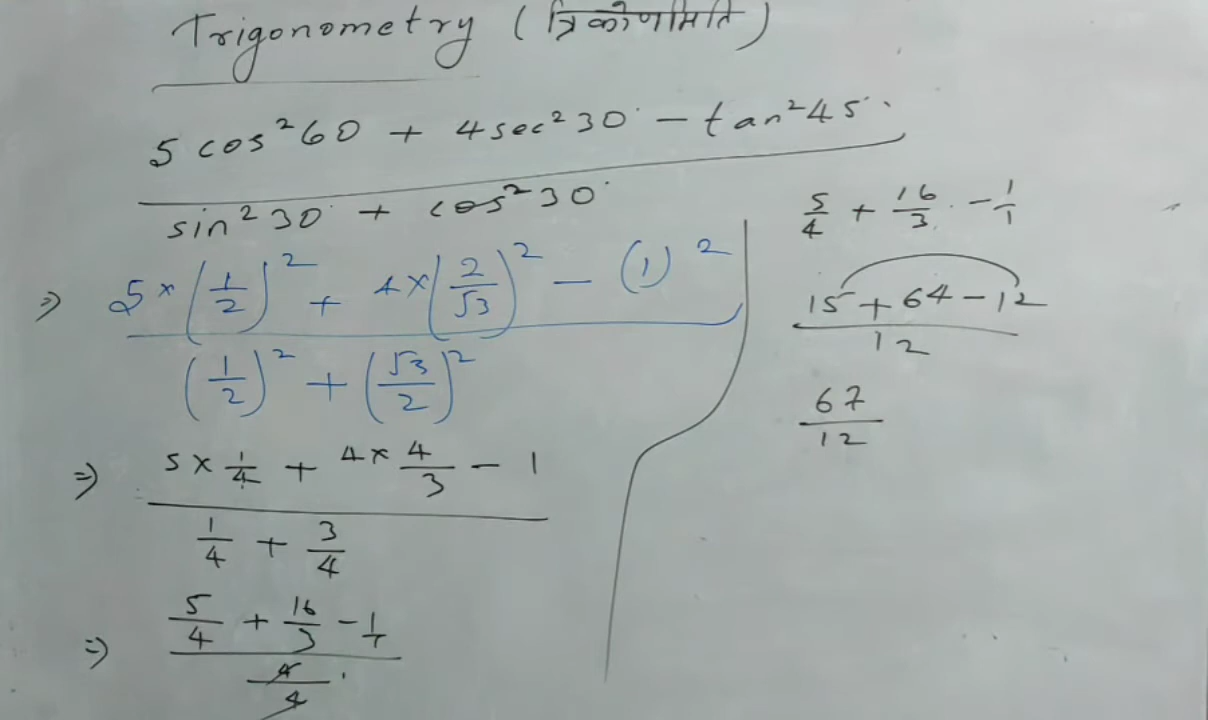 Trigonometry (त्रिकोणमिति)
5 cos²60 + 4 sec²30° - tan²45°
sin²30° + cos²30°
⇒ 5 × (1/2)² + 4 × (2/√3)² - (1)²
(1/2)² + (√3/2)²
⇒ 5 × 1/4 + 4 × 4/3 - 1
1/4 + 3/4
⇒ 5/4 + 16/3 - 1/1
4/4
5/4 + 16/3 - 1/1
15 + 64 - 12
12
67
12